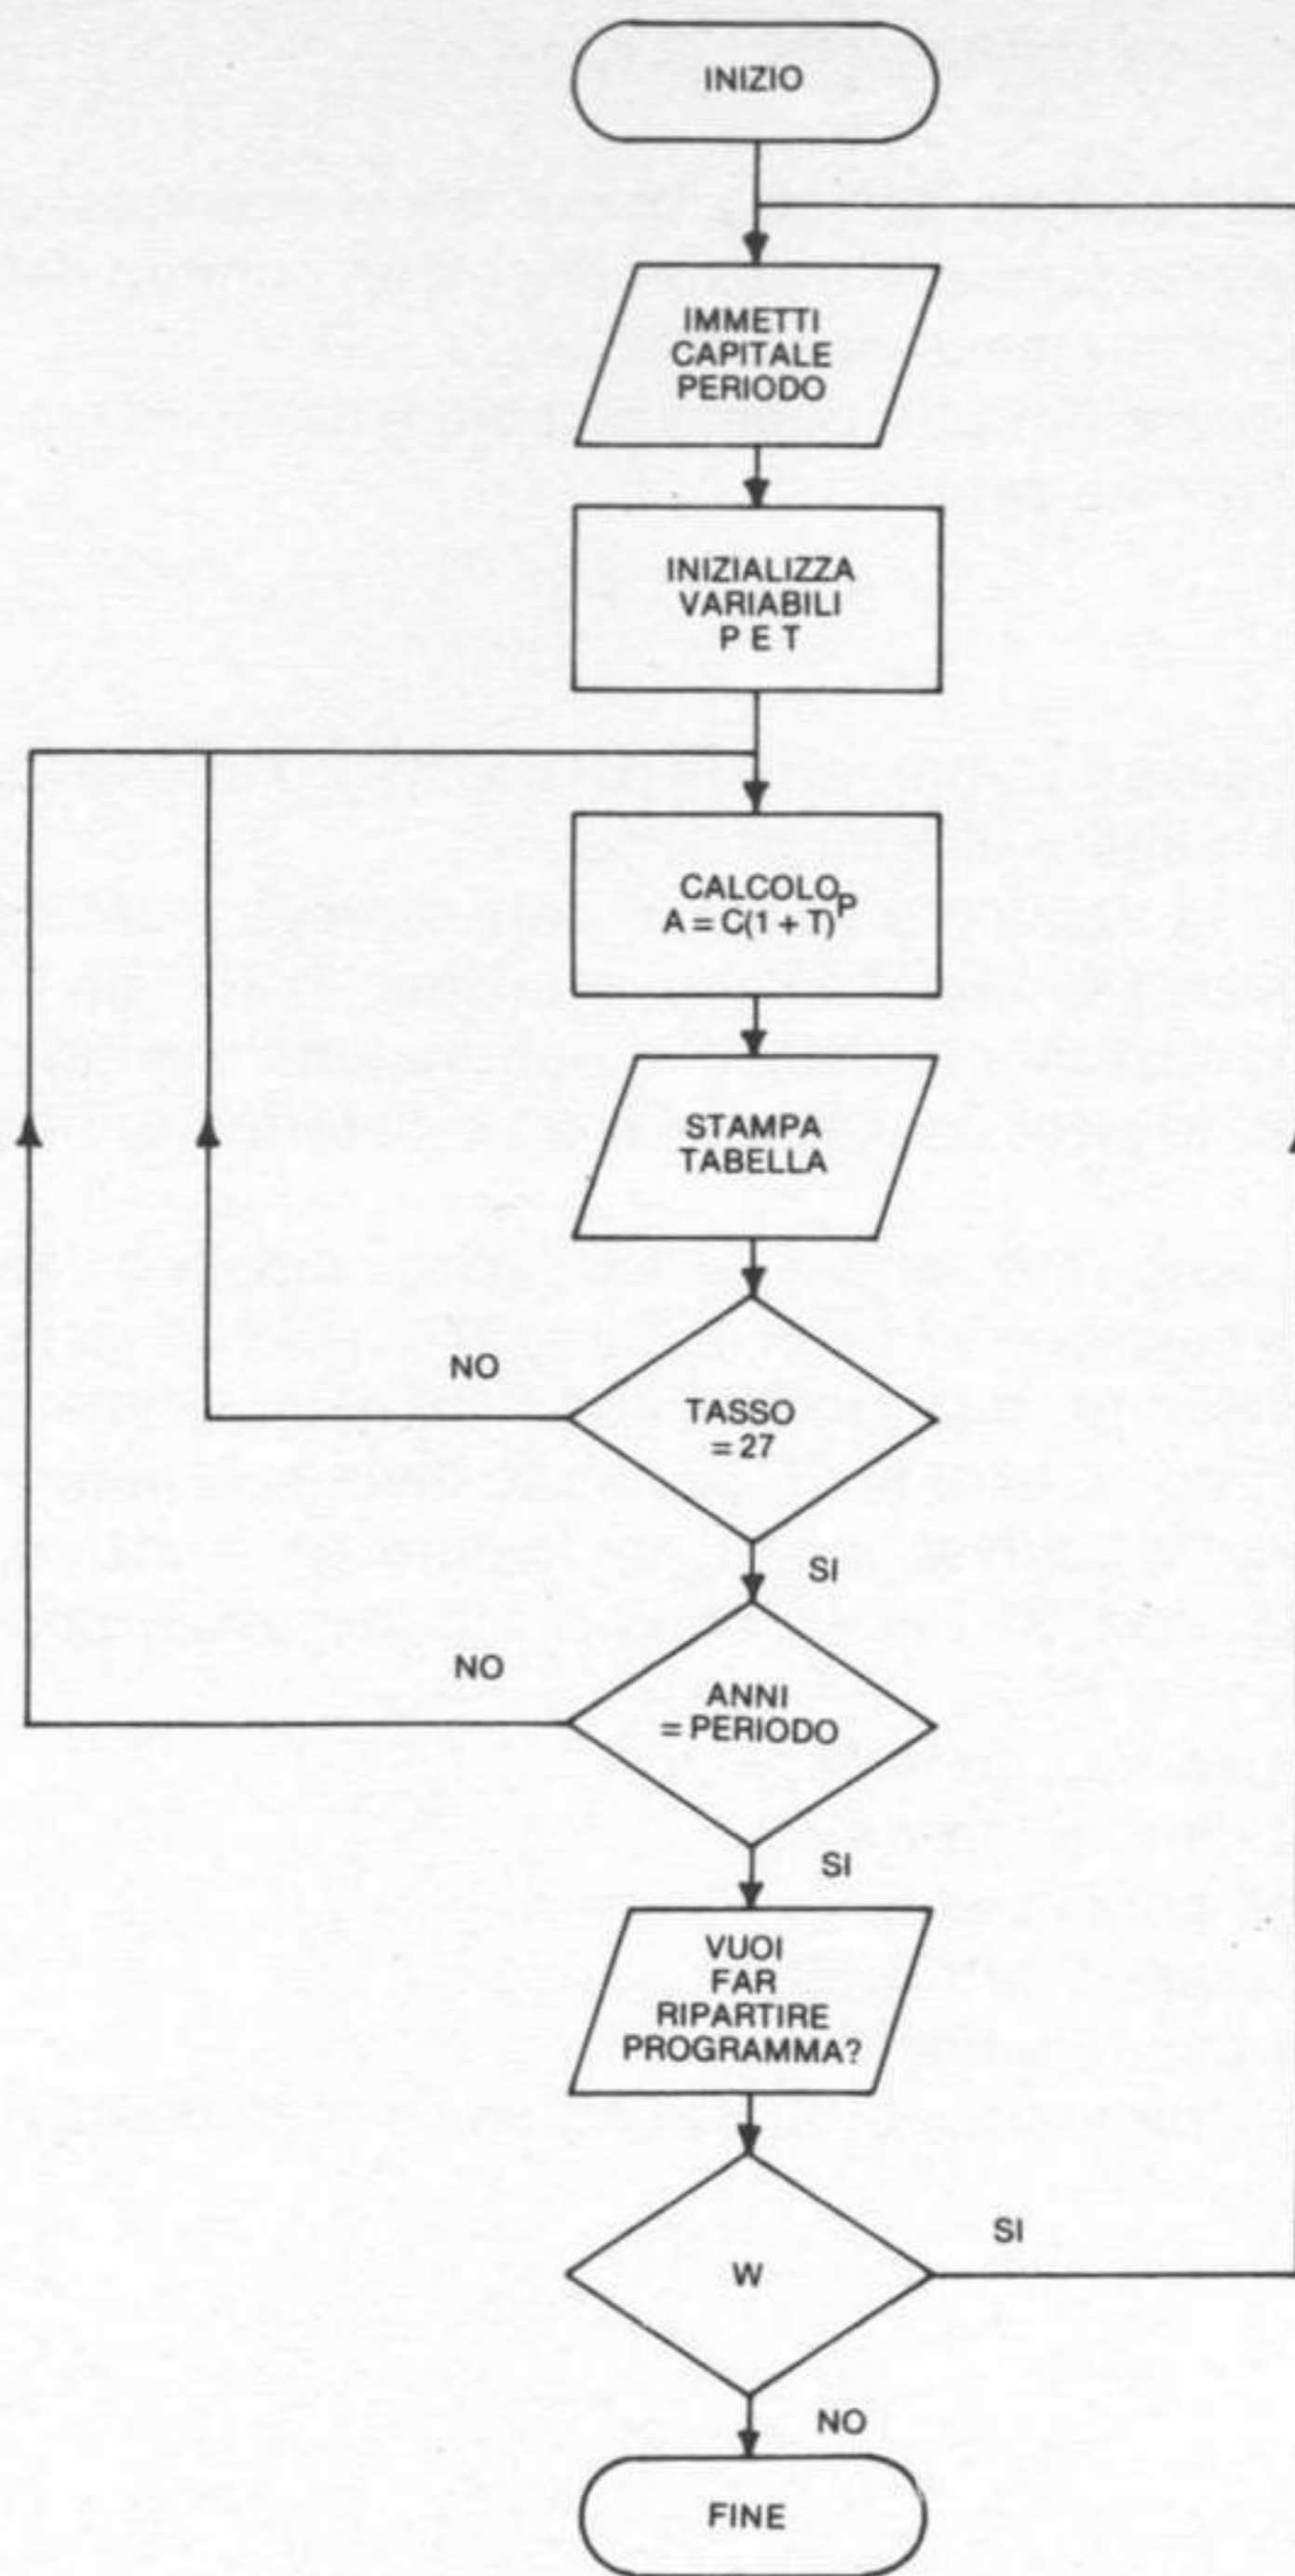 INIZIO
IMMETTI
CAPITALE
PERIODO
INIZIALIZZA
VARIABILI
P E T
CALCOLO
A = C(1 + T)^P
STAMPA
TABELLA
NO
TASSO
= 27
SI
NO
ANNI
= PERIODO
SI
VUOI
FAR
RIPARTIRE
PROGRAMMA?
SI
W
NO
FINE